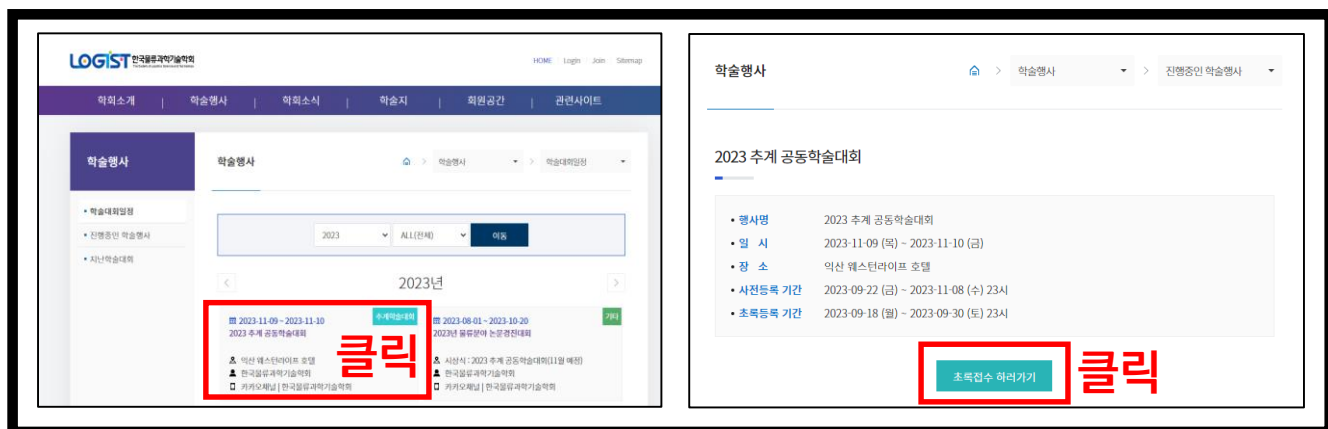 LOGIST 한국물류과학기술학회
HOME Login Join Sitemap
학회소개 | 학술행사 | 학회소식 | 학술지 | 회원공간 | 관련사이트
학술행사
• 학술대회일정
• 진행중인 학술행사
• 지난학술대회
학술행사
> 학술행사 > 학술대회일정
2023 ALL(전체) 이동
< 2023년 >
추계학술대회
2023-11-09 ~ 2023-11-10
2023 추계 공동학술대회
익산 웨스턴라이프 호텔
한국물류과학기술학회
카카오채널 | 한국물류과학기술학회
클릭
기타
2023-08-01 ~ 2023-10-20
2023년 물류분야 논문경진대회
시상식 : 2023 추계 공동학술대회(11월 예정)
한국물류과학기술학회
카카오채널 | 한국물류과학기술학회
학술행사
> 학술행사 > 진행중인 학술행사
2023 추계 공동학술대회
• 행사명 2023 추계 공동학술대회
• 일 시 2023-11-09 (목) ~ 2023-11-10 (금)
• 장 소 익산 웨스턴라이프 호텔
• 사전등록 기간 2023-09-22 (금) ~ 2023-11-08 (수) 23시
• 초록등록 기간 2023-09-18 (월) ~ 2023-09-30 (토) 23시
초록접수 하러가기
클릭